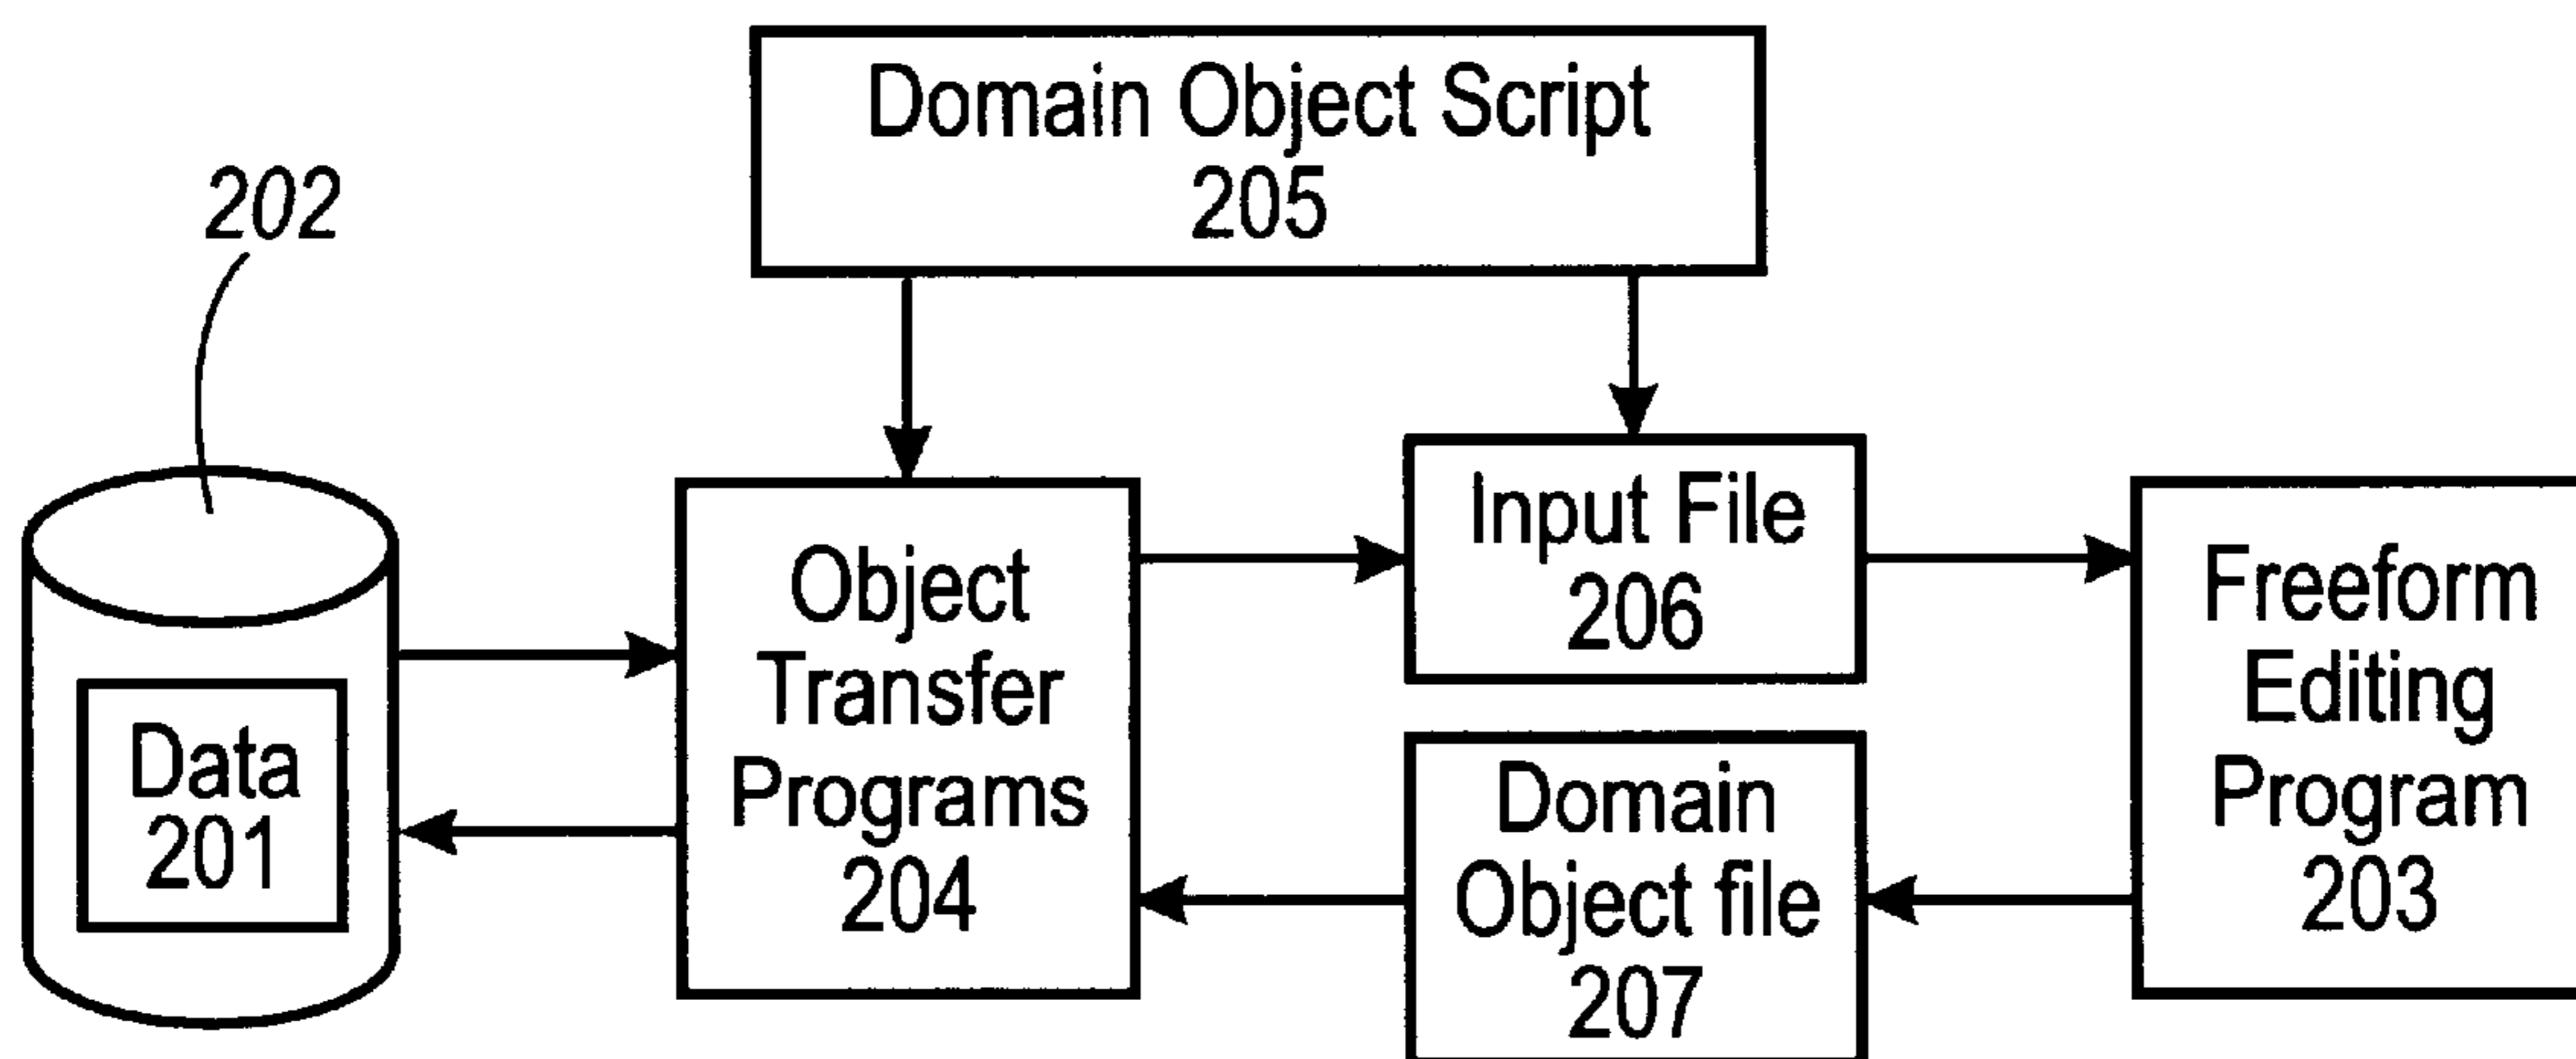 Domain Object Script
205
202
Data
201
Object
Transfer
Programs
204
Input File
206
Domain
Object file
207
Freeform
Editing
Program
203